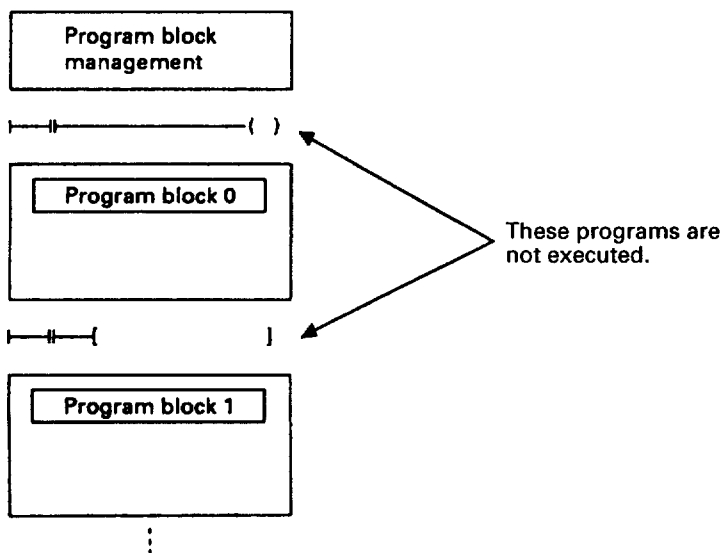 Program block
management
( )
Program block 0
These programs are
not executed.
[ ]
Program block 1